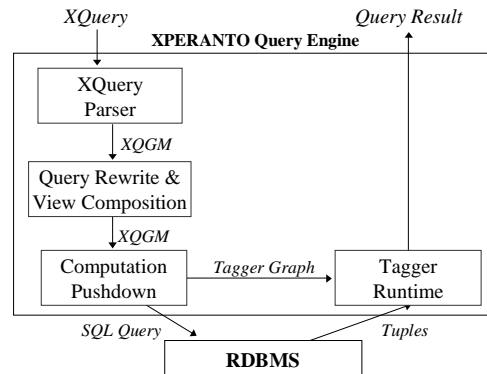 XQuery
Query Result
XPERANTO Query Engine
XQuery
Parser
XQGM
Query Rewrite &
View Composition
XQGM
Computation
Pushdown
Tagger Graph
Tagger
Runtime
SQL Query
Tuples
RDBMS